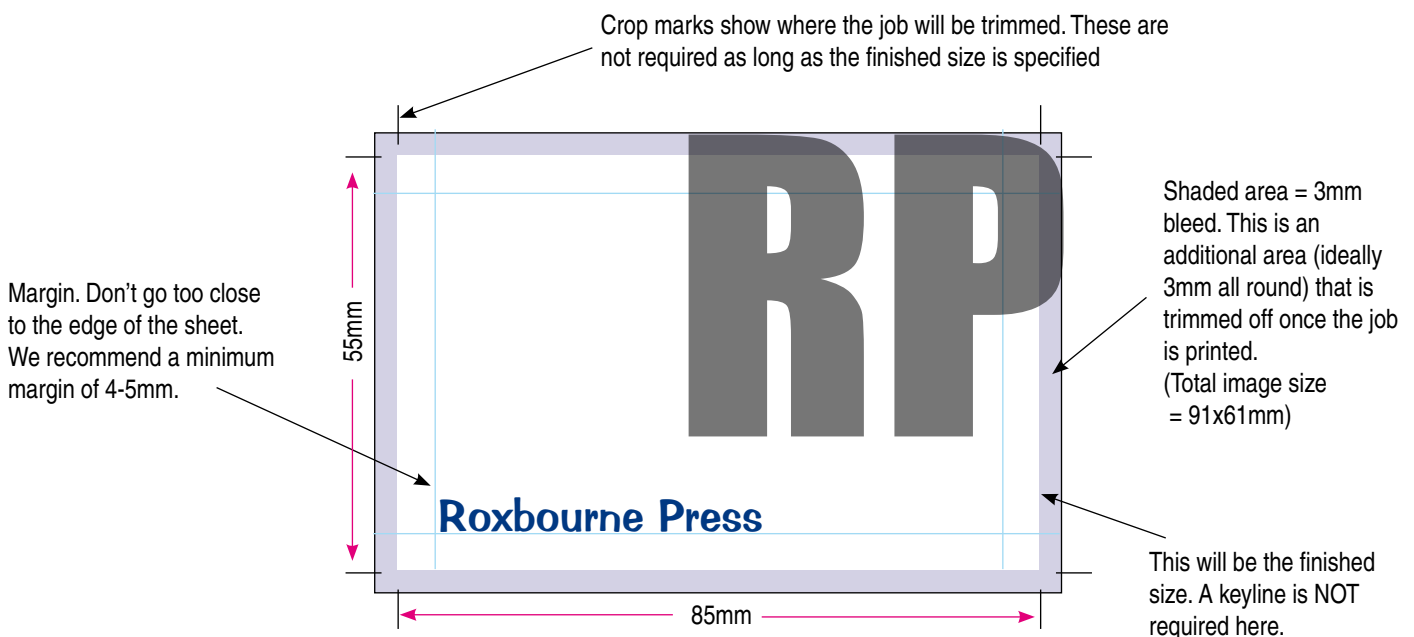 Crop marks show where the job will be trimmed. These are
not required as long as the finished size is specified
RP
Shaded area = 3mm
bleed. This is an
additional area (ideally
3mm all round) that is
trimmed off once the job
is printed.
(Total image size
= 91x61mm)
Margin. Don't go too close
to the edge of the sheet.
We recommend a minimum
margin of 4-5mm.
55mm
Roxbourne Press
This will be the finished
size. A keyline is NOT
required here.
85mm